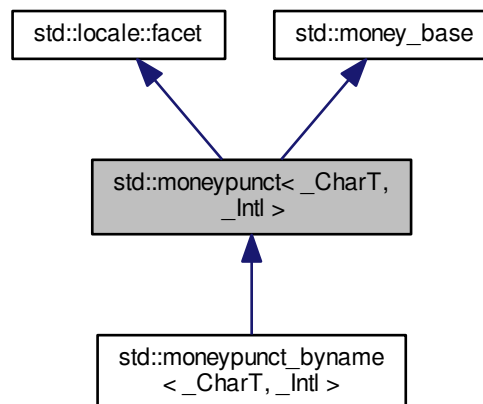 std::locale::facet
std::money_base
std::moneypunct< _CharT,
_Intl >
std::moneypunct_byname
< _CharT, _Intl >